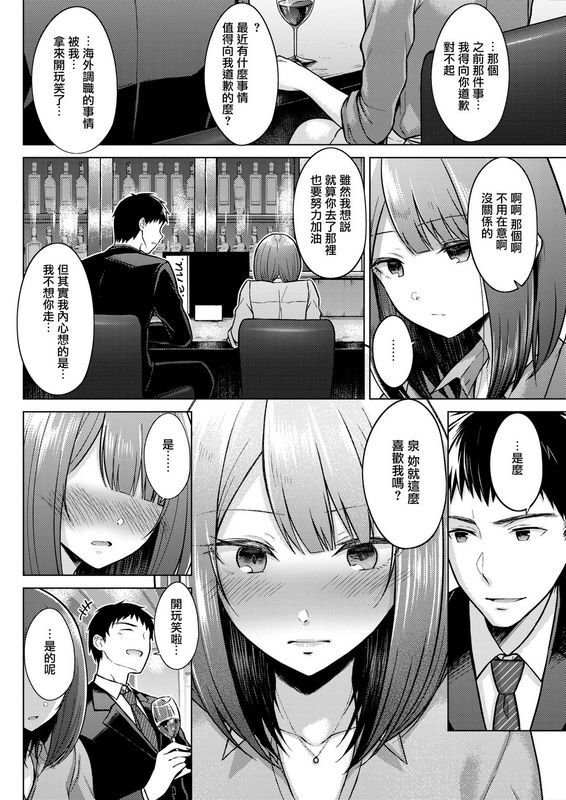 …那個
之前那件事…
我得向你道歉
對不起
?
最近有什麼事情
值得向我道歉的麼?
…海外調職的事情
被我…
拿來開玩笑了…
啊啊 那個啊
不用在意啊
沒關係的
…
雖然我想說
就算你去了那裡
也要努力加油
但其實我內心想的是…
我不想你走…
…是麼
泉 妳就這麼
喜歡我嗎?
是…
開玩笑啦…
…是的呢